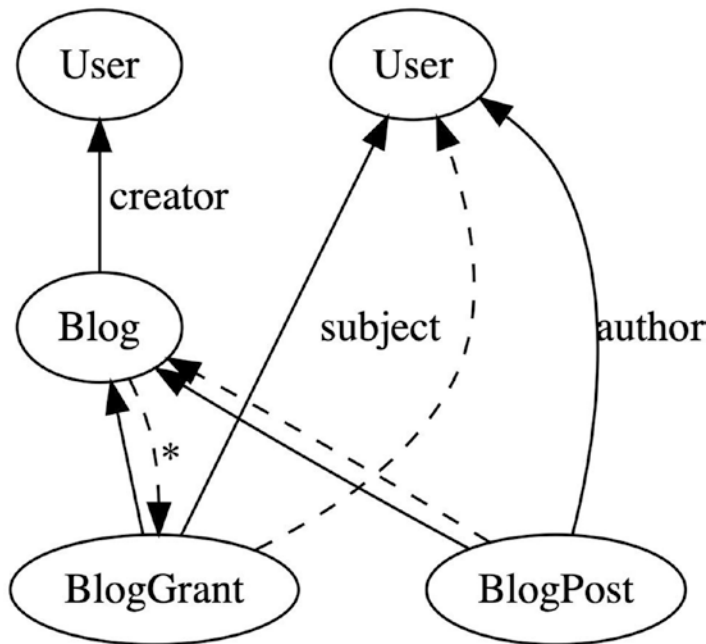 User
User
creator
Blog
subject
author
*
BlogGrant
BlogPost